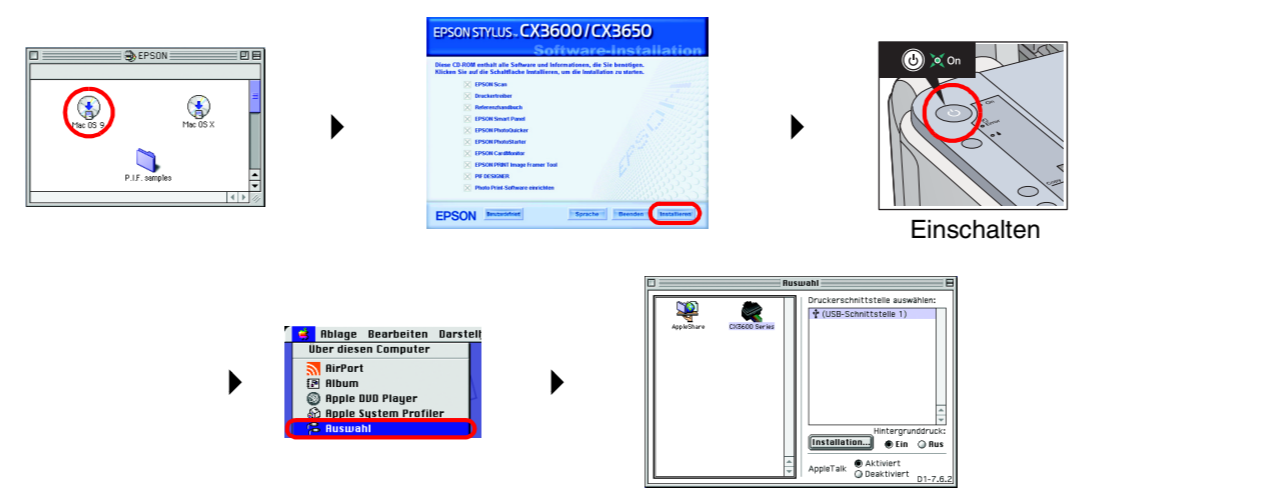 EPSON
Mac OS 9
Mac OS X
P.I.F. samples
EPSON STYLUS CX3600/CX3650
Software-Installation
Diese CD-ROM enthält alle Software und Informationen, die Sie benötigen.
Klicken Sie auf die Schaltfläche Installieren, um die Installation zu starten.
EPSON Scan
Druckertreiber
Referenzhandbuch
EPSON Smart Panel
EPSON PhotoQuicker
EPSON PhotoStarter
EPSON CardMonitor
EPSON PRINT Image Framer Tool
PIF DESIGNER
Photo Print-Software einrichten
EPSON
Benutzerdefiniert
Sprache
Beenden
Installieren
EPSON
On
On
Error
Copy
Einschalten
Ablage Bearbeiten Darstell
Über diesen Computer
AirPort
Album
Apple DVD Player
Apple System Profiler
Auswahl
Auswahl
AppleShare
CX3600 Series
Druckerschnittstelle auswählen:
(USB-Schnittstelle 1)
Hintergrunddruck:
Installation...
Ein
Aus
AppleTalk
Aktiviert
Deaktiviert
D1-7.6.2